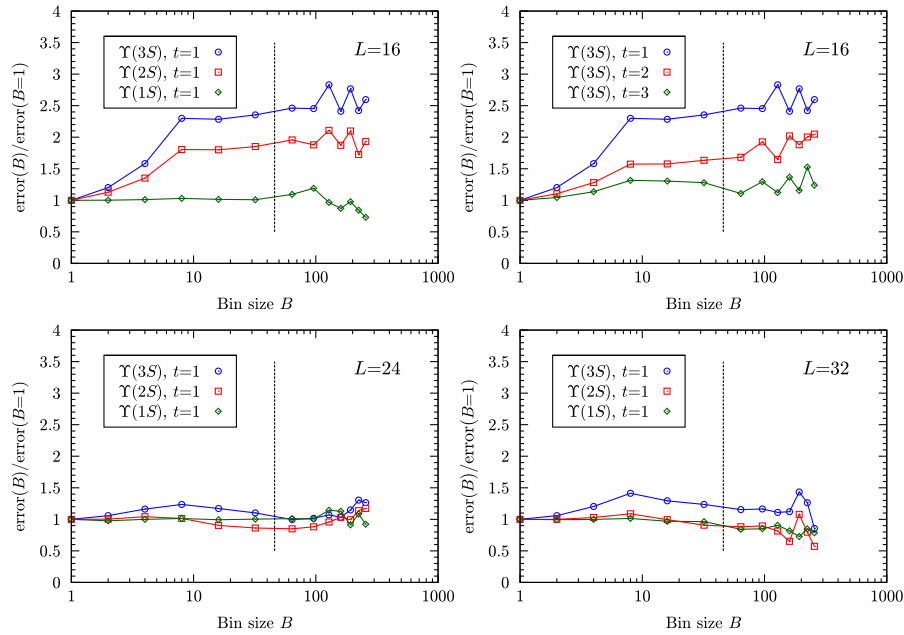 4
3.5
3
2.5
2
1.5
1
0.5
0
error(B)/error(B=1)
Υ(3S), t=1
Υ(2S), t=1
Υ(1S), t=1
L=16
1 10 100 1000
Bin size B
4
3.5
3
2.5
2
1.5
1
0.5
0
error(B)/error(B=1)
Υ(3S), t=1
Υ(3S), t=2
Υ(3S), t=3
L=16
1 10 100 1000
Bin size B
4
3.5
3
2.5
2
1.5
1
0.5
0
error(B)/error(B=1)
Υ(3S), t=1
Υ(2S), t=1
Υ(1S), t=1
L=24
1 10 100 1000
Bin size B
4
3.5
3
2.5
2
1.5
1
0.5
0
error(B)/error(B=1)
Υ(3S), t=1
Υ(2S), t=1
Υ(1S), t=1
L=32
1 10 100 1000
Bin size B